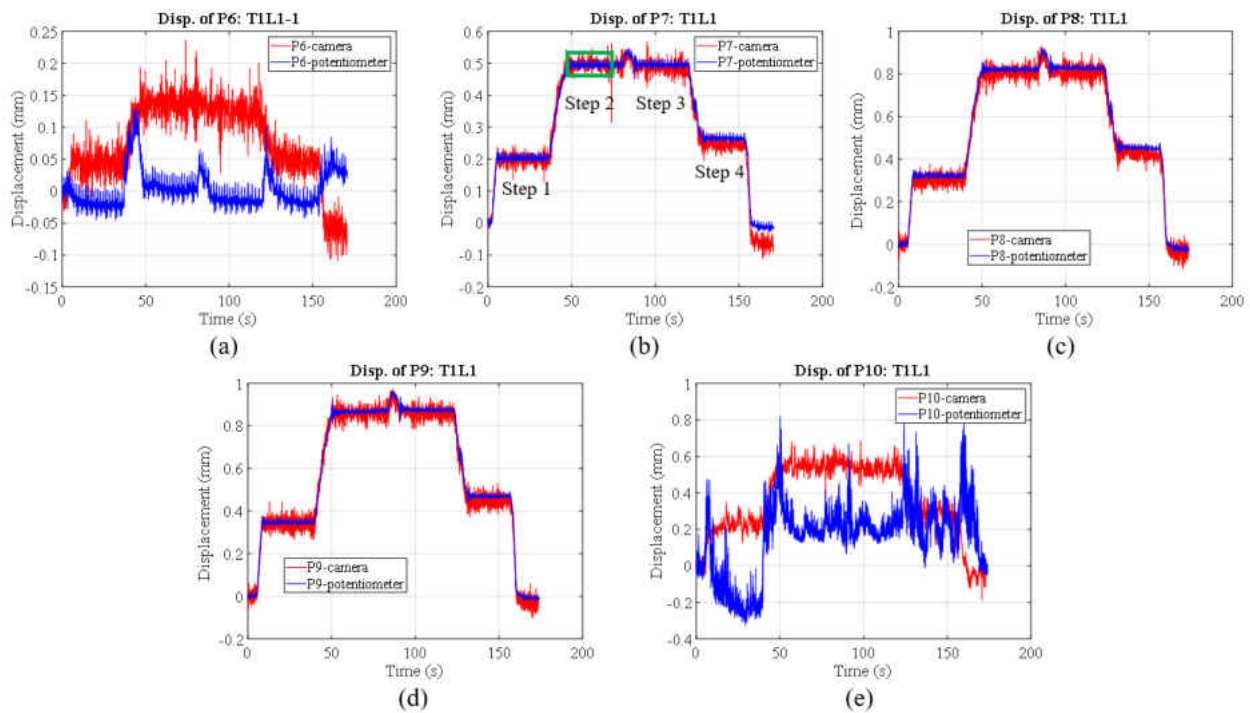 Disp. of P6: T1L1-1
P6-camera
P6-potentiometer
Displacement (mm)
0.25
0.2
0.15
0.1
0.05
0
-0.05
-0.1
-0.15
0 50 100 150 200
Time (s)
(a)
Disp. of P7: T1L1
P7-camera
P7-potentiometer
Step 2
Step 3
Step 1
Step 4
Displacement (mm)
0.6
0.5
0.4
0.3
0.2
0.1
0
-0.1
0 50 100 150 200
Time (s)
(b)
Disp. of P8: T1L1
P8-camera
P8-potentiometer
Displacement (mm)
1
0.8
0.6
0.4
0.2
0
-0.2
0 50 100 150 200
Time (s)
(c)
Disp. of P9: T1L1
P9-camera
P9-potentiometer
Displacement (mm)
1
0.8
0.6
0.4
0.2
0
-0.2
0 50 100 150 200
Time (s)
(d)
Disp. of P10: T1L1
P10-camera
P10-potentiometer
Displacement (mm)
1
0.8
0.6
0.4
0.2
0
-0.2
-0.4
0 50 100 150 200
Time (s)
(e)